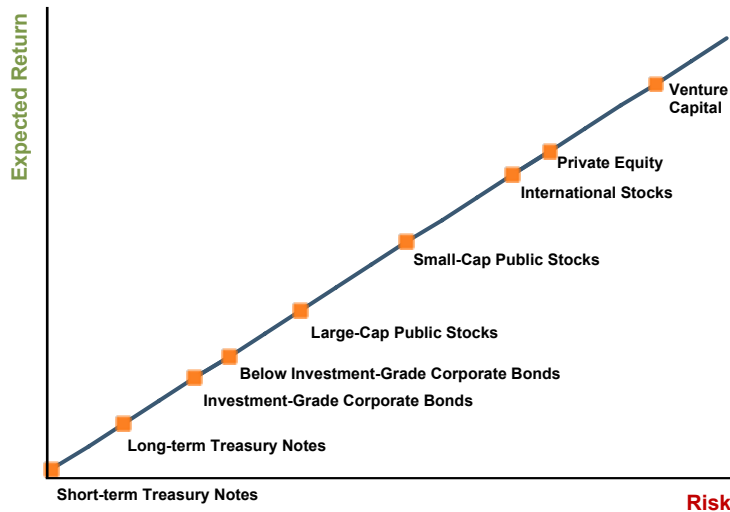 Expected Return
Venture
Capital
Private Equity
International Stocks
Small-Cap Public Stocks
Large-Cap Public Stocks
Below Investment-Grade Corporate Bonds
Investment-Grade Corporate Bonds
Long-term Treasury Notes
Short-term Treasury Notes
Risk